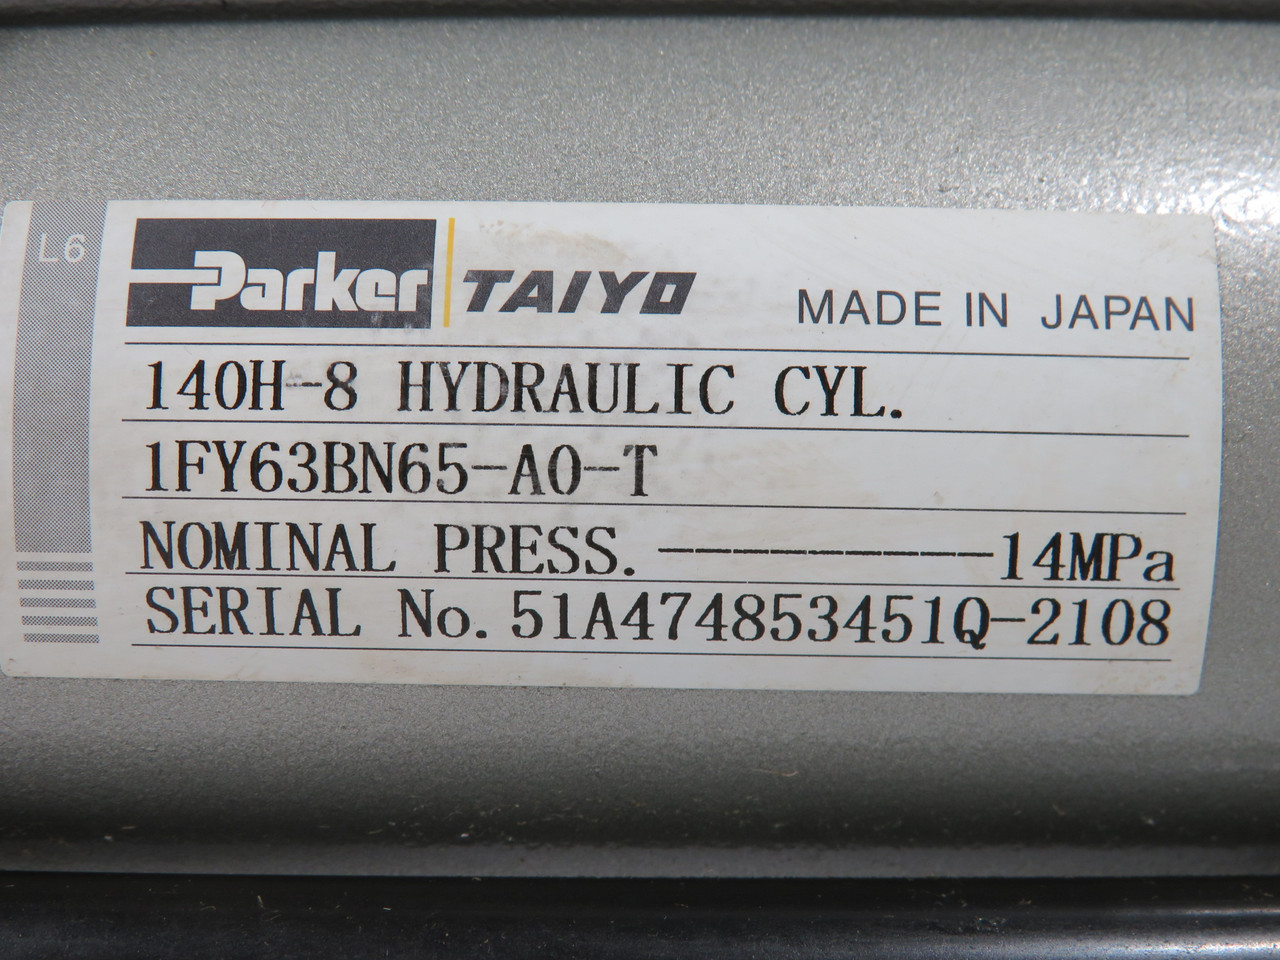 L6
Parker TAIYO MADE IN JAPAN
140H-8 HYDRAULIC CYL.
1FY63BN65-A0-T
NOMINAL PRESS. ——————————14MPa
SERIAL No. 51A474853451Q-2108